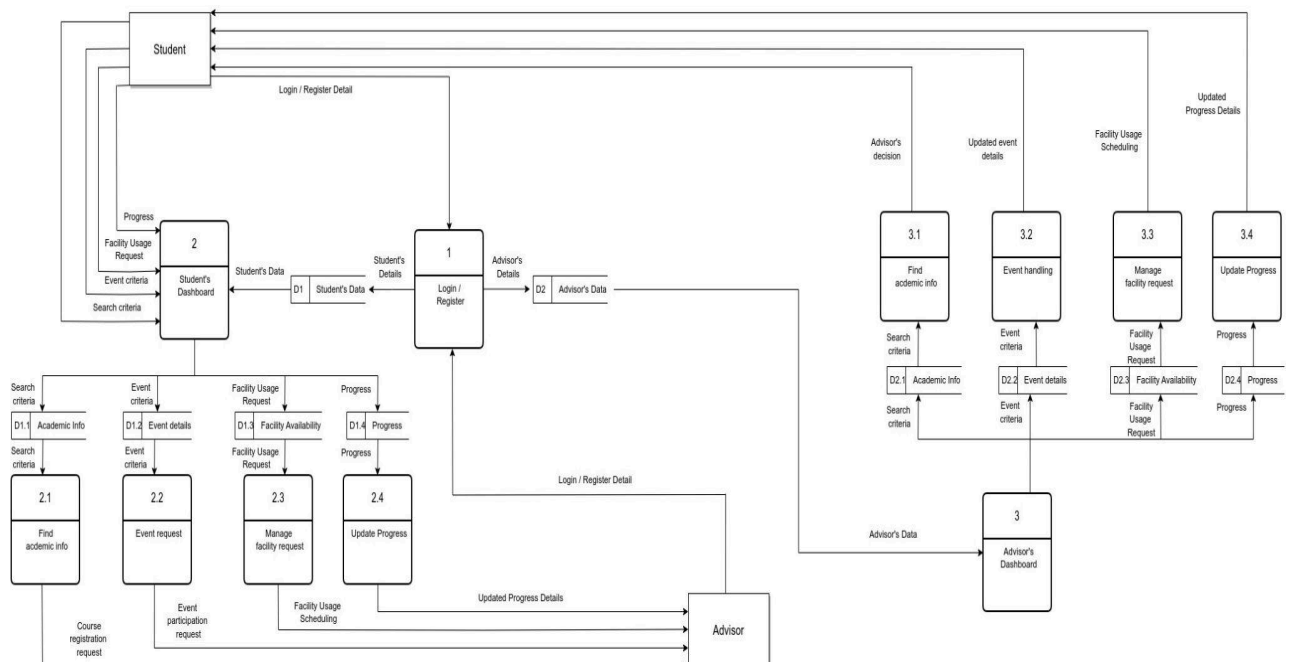 Student
Login / Register Detail
Updated
Progress Details
Advisor's
decision
Updated event
details
Facility Usage
Scheduling
Progress
Facility Usage
Request
Event criteria
Search criteria
2
Student's
Dashboard
Student's Data
D1
Student's Data
Student's
Details
1
Login /
Register
Advisor's
Details
D2
Advisor's Data
3.1
Find
acdemic info
3.2
Event handling
3.3
Manage
facility request
3.4
Update Progress
Search
criteria
Event
criteria
Facility
Usage
Request
Progress
D2.1
Academic Info
D2.2
Event details
D2.3
Facility Availability
D2.4
Progress
Search
criteria
Event
criteria
Facility
Usage
Request
Progress
Search
criteria
Event
criteria
Facility Usage
Request
Progress
D1.1
Academic Info
D1.2
Event details
D1.3
Facility Availability
D1.4
Progress
Search
criteria
Event
criteria
Facility Usage
Request
Progress
2.1
Find
acdemic info
2.2
Event request
2.3
Manage
facility request
2.4
Update Progress
Login / Register Detail
Advisor's Data
3
Advisor's
Dashboard
Updated Progress Details
Facility Usage
Scheduling
Event
participation
request
Course
registration
request
Advisor